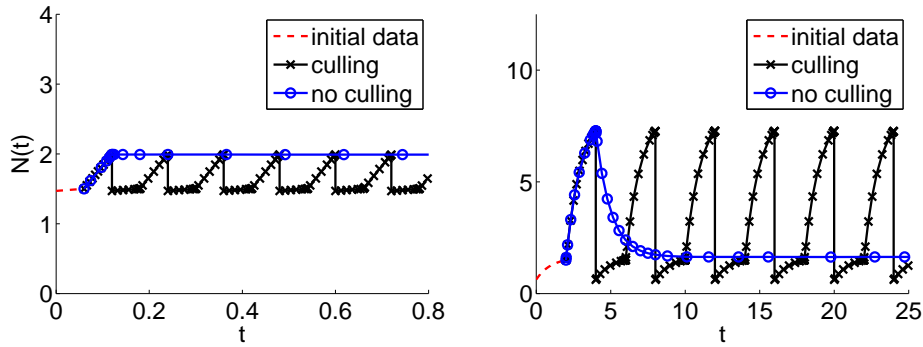 4
3
2
1
0
N(t)
0
0.2
0.4
0.6
0.8
t
initial data
culling
no culling
10
5
0
0
5
10
15
20
25
t
initial data
culling
no culling